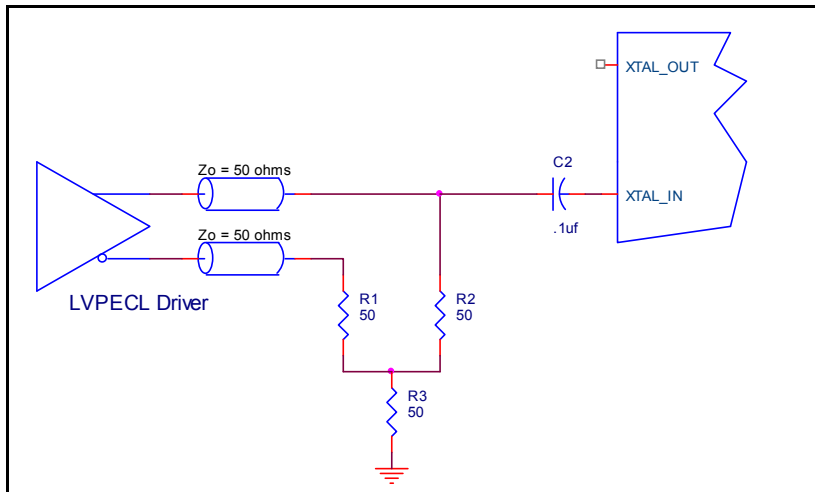 XTAL_OUT
Zo = 50 ohms
C2
XTAL_IN
.1uf
Zo = 50 ohms
LVPECL Driver
R1
50
R2
50
R3
50